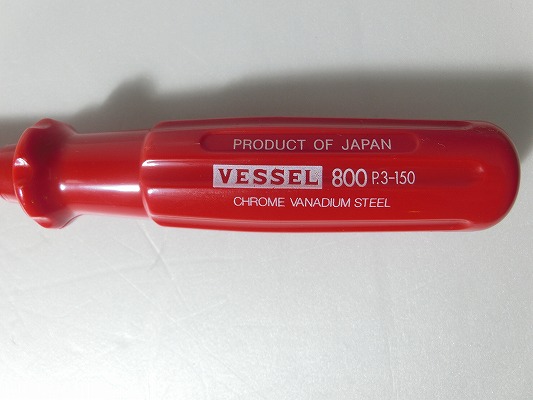 PRODUCT OF JAPAN
VESSEL 800 P.3-150
CHROME VANADIUM STEEL